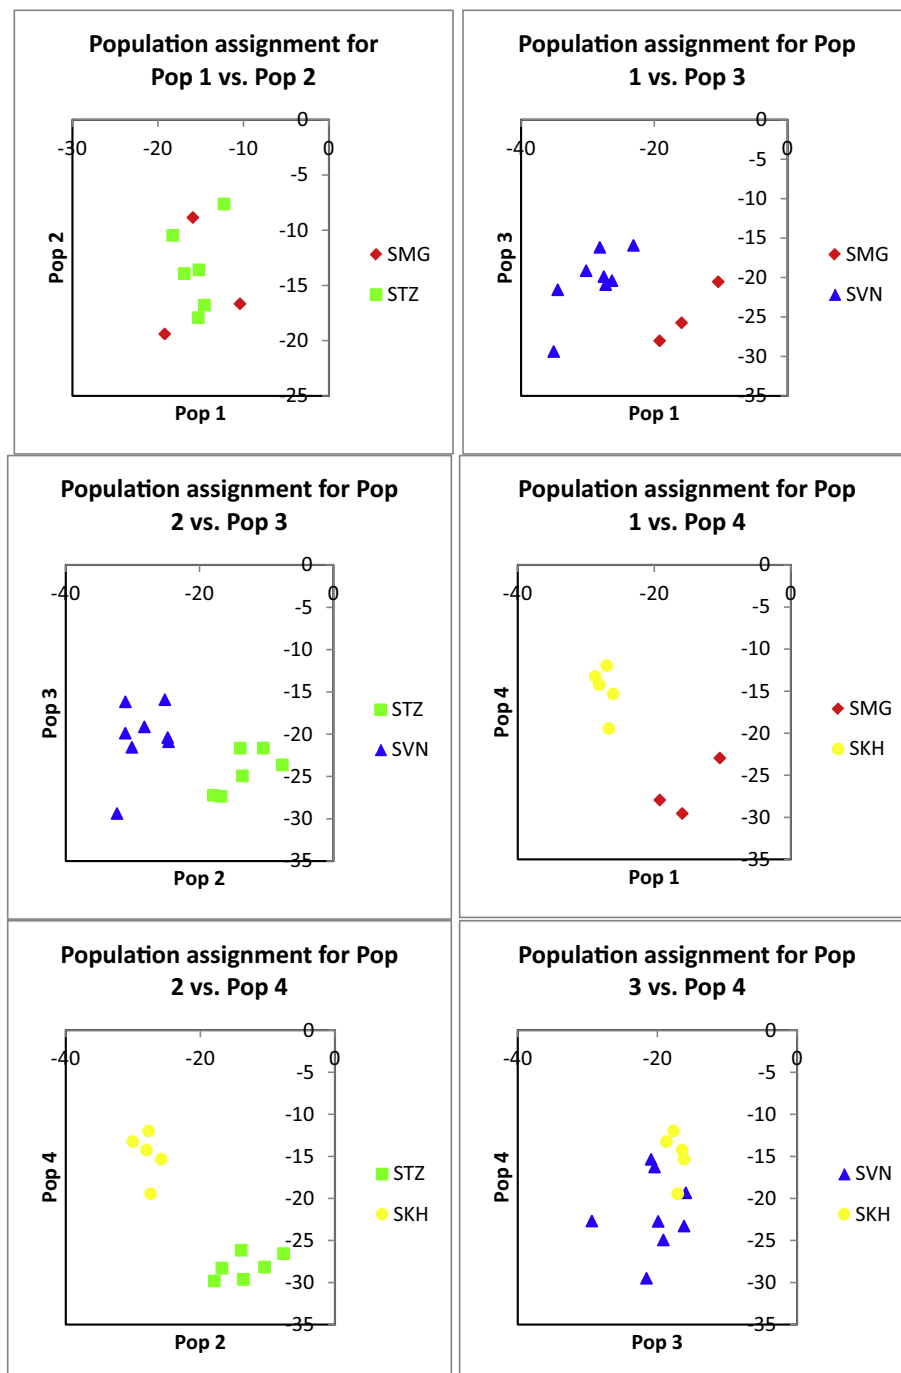 Population assignment for
Pop 1 vs. Pop 2
0
-30 -20 -10 0
-5
-10
-15
-20
-25
Pop 2
Pop 1
SMG
STZ
Population assignment for Pop
1 vs. Pop 3
0
-40 -20 0
-5
-10
-15
-20
-25
-30
-35
Pop 3
Pop 1
SMG
SVN
Population assignment for Pop
2 vs. Pop 3
0
-40 -20 0
-5
-10
-15
-20
-25
-30
-35
Pop 3
Pop 2
STZ
SVN
Population assignment for Pop
1 vs. Pop 4
0
-40 -20 0
-5
-10
-15
-20
-25
-30
-35
Pop 4
Pop 1
SMG
SKH
Population assignment for Pop
2 vs. Pop 4
0
-40 -20 0
-5
-10
-15
-20
-25
-30
-35
Pop 4
Pop 2
STZ
SKH
Population assignment for Pop
3 vs. Pop 4
0
-40 -20 0
-5
-10
-15
-20
-25
-30
-35
Pop 4
Pop 3
SVN
SKH